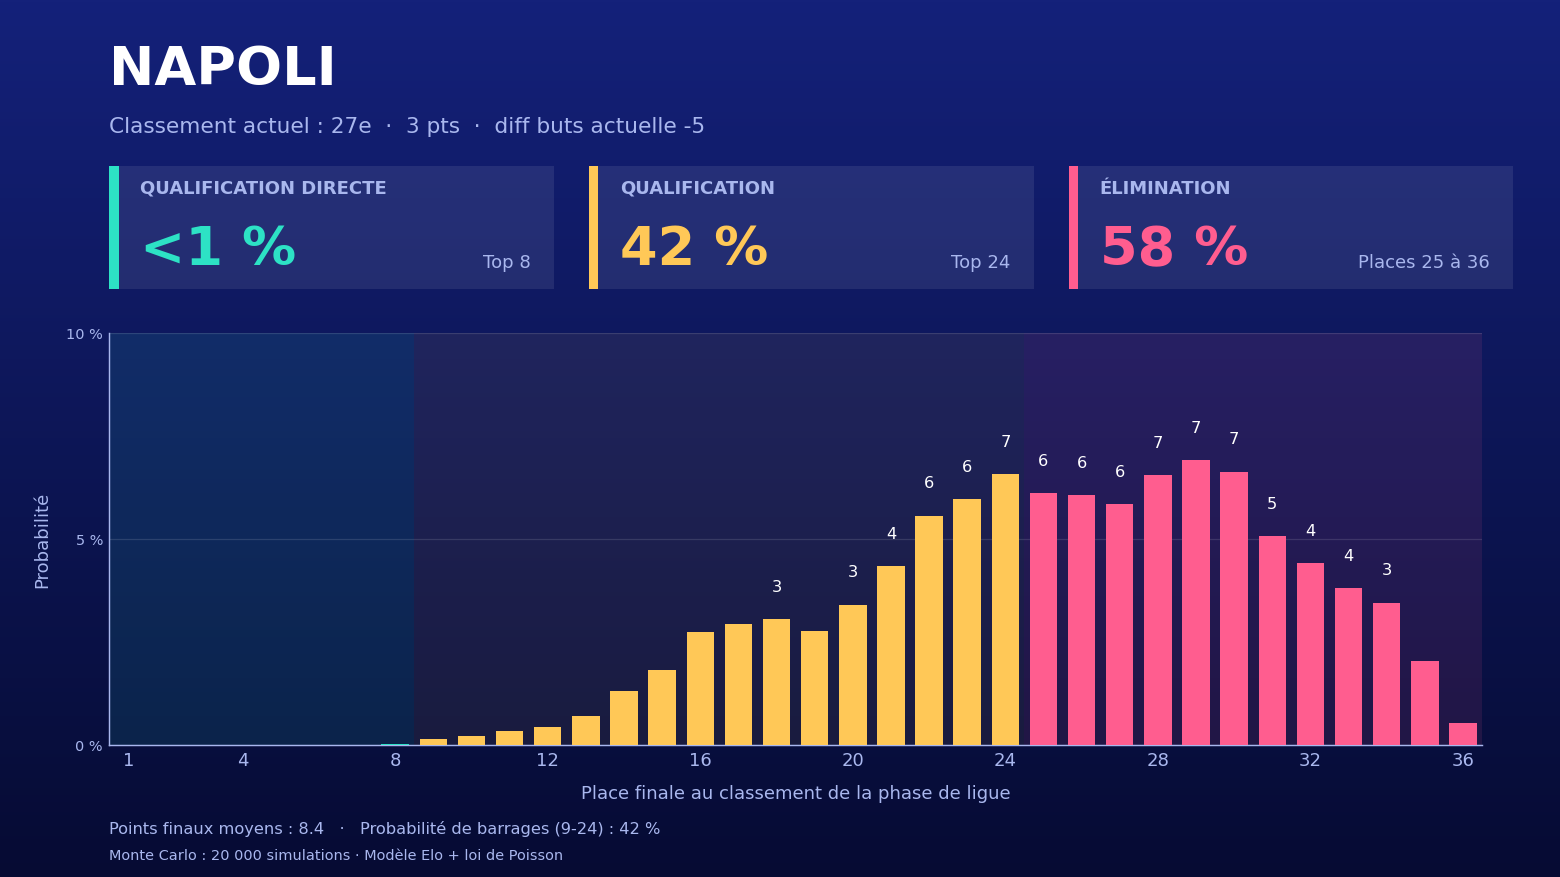 NAPOLI
Classement actuel : 27e · 3 pts · diff buts actuelle -5
QUALIFICATION DIRECTE
<1 %
Top 8
QUALIFICATION
42 %
Top 24
ÉLIMINATION
58 %
Places 25 à 36
Probabilité
10 %
5 %
0 %
3 3 4 6 6 7 6 6 6 7 7 7 5 4 4 3
1 4 8 12 16 20 24 28 32 36
Place finale au classement de la phase de ligue
Points finaux moyens : 8.4 · Probabilité de barrages (9-24) : 42 %
Monte Carlo : 20 000 simulations · Modèle Elo + loi de Poisson